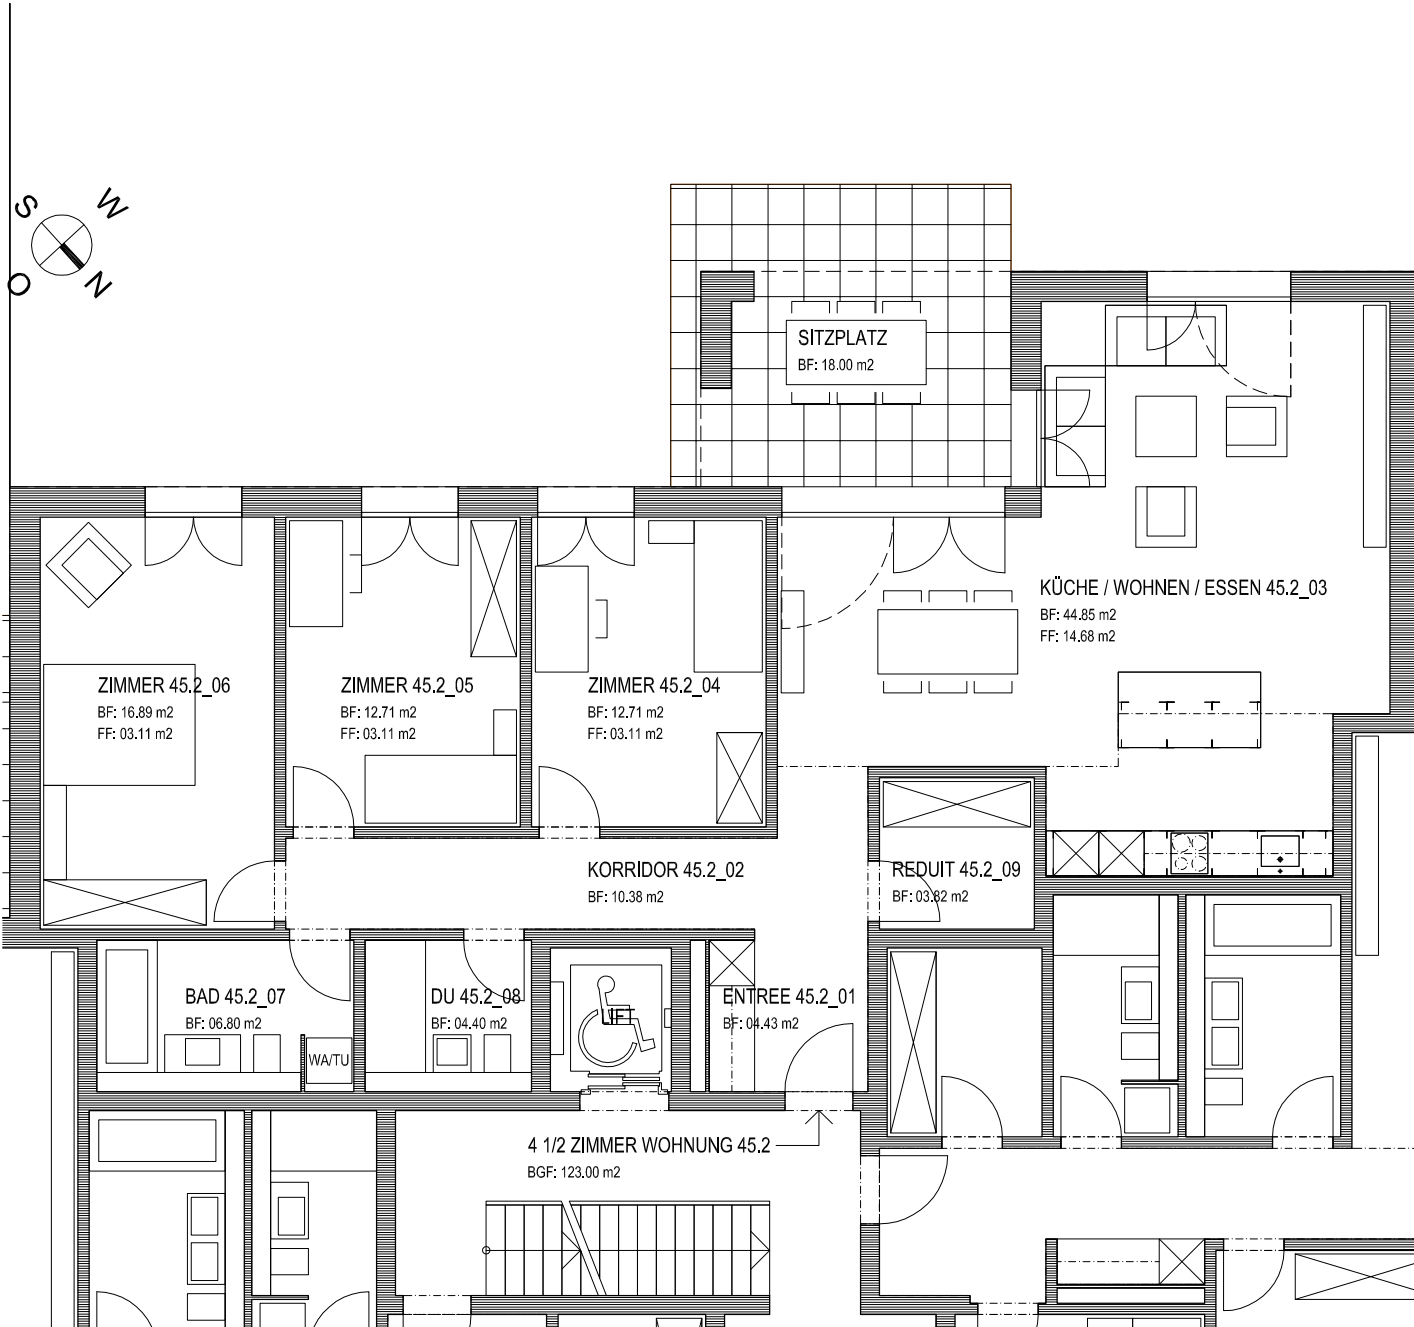 S
W
O
N
SITZPLATZ
BF: 18.00 m2
KÜCHE / WOHNEN / ESSEN 45.2_03
BF: 44.85 m2
FF: 14.68 m2
ZIMMER 45.2_06
BF: 16.89 m2
FF: 03.11 m2
ZIMMER 45.2_05
BF: 12.71 m2
FF: 03.11 m2
ZIMMER 45.2_04
BF: 12.71 m2
FF: 03.11 m2
KORRIDOR 45.2_02
BF: 10.38 m2
REDUIT 45.2_09
BF: 03.82 m2
BAD 45.2_07
BF: 06.80 m2
WA/TU
DU 45.2_08
BF: 04.40 m2
LIFT
ENTREE 45.2_01
BF: 04.43 m2
4 1/2 ZIMMER WOHNUNG 45.2
BGF: 123.00 m2